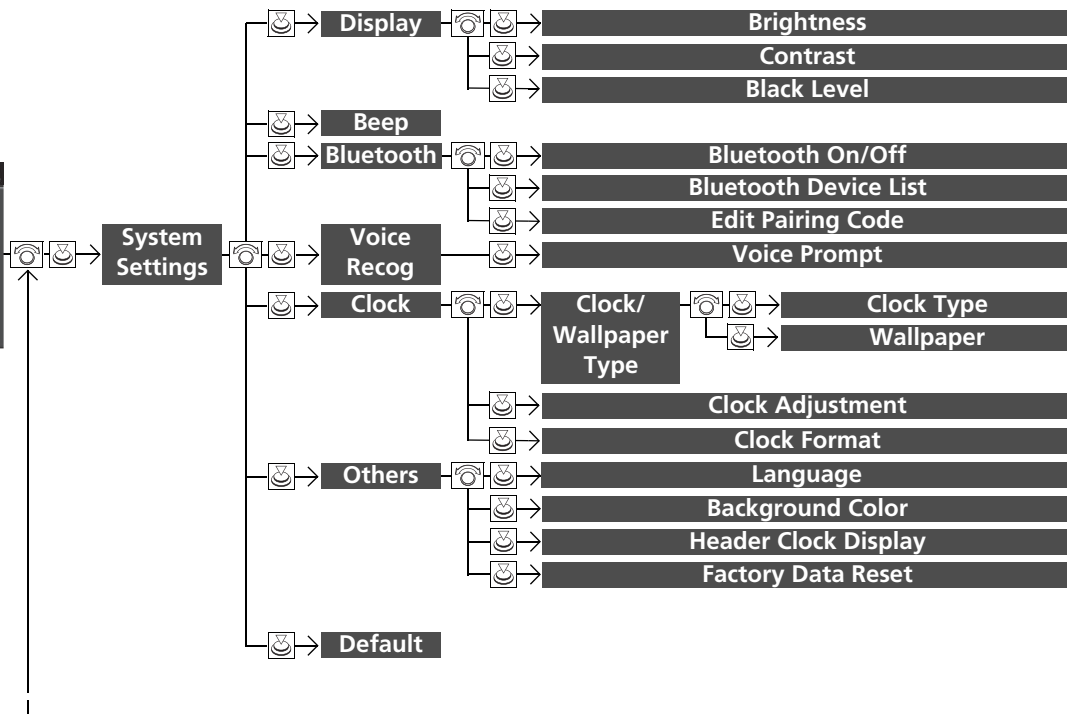 Display
Brightness
Contrast
Black Level
Beep
Bluetooth
Bluetooth On/Off
Bluetooth Device List
Edit Pairing Code
System
Settings
Voice
Recog
Voice Prompt
Clock
Clock/
Wallpaper
Type
Clock Type
Wallpaper
Clock Adjustment
Clock Format
Others
Language
Background Color
Header Clock Display
Factory Data Reset
Default